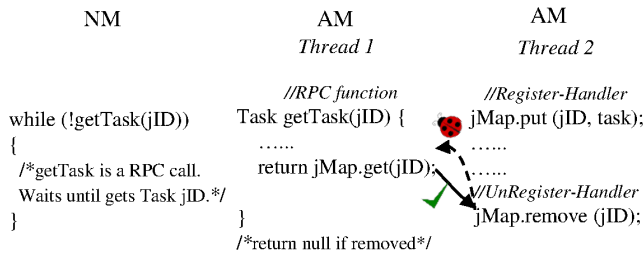 NM
while (!getTask(jID))
{
/*getTask is a RPC call.
Waits until gets Task jID.*/
}
AM
Thread 1
//RPC function
Task getTask(jID) {
…...
return jMap.get(jID);
}
/*return null if removed*/
AM
Thread 2
//Register-Handler
jMap.put (jID, task);
…...
…...
//UnRegister-Handler
jMap.remove (jID);